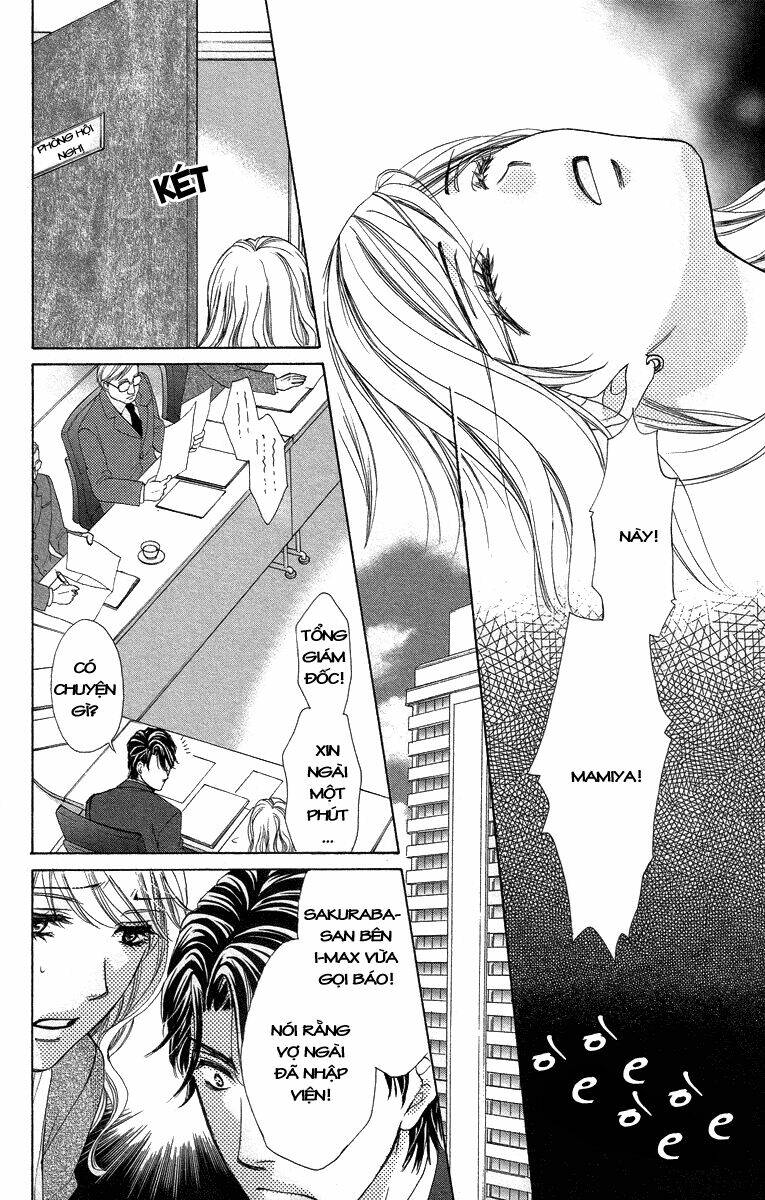 PHÒNG HỘI
NGHỊ
KÉT
NÀY!
MAMIYA!
CÓ
CHUYỆN
GÌ?
TỔNG
GIÁM
ĐỐC!
XIN
NGÀI
MỘT
PHÚT
...
SAKURABA-
SAN BÊN
I-MAX VỪA
GỌI BÁO!
NÓI RẰNG
VỢ NGÀI
ĐÃ NHẬP
VIỆN!